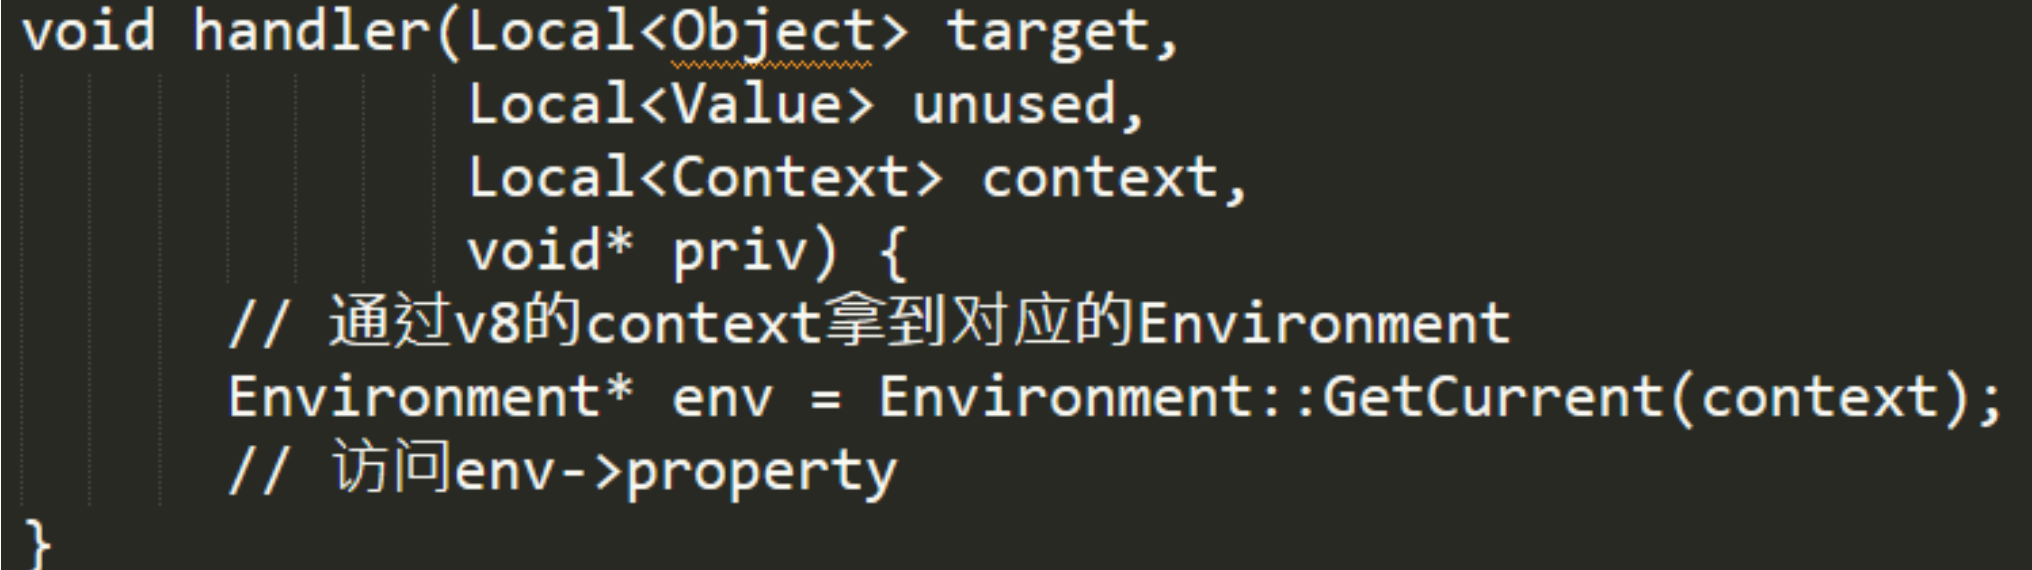 void handler(Local<Object> target,
Local<Value> unused,
Local<Context> context,
void* priv) {
// 通过v8的context拿到对应的Environment
Environment* env = Environment::GetCurrent(context);
// 访问env->property
}